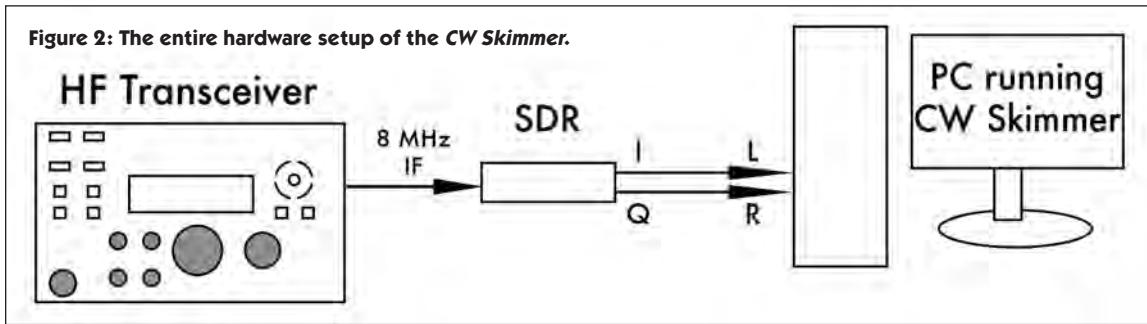 Figure 2: The entire hardware setup of the CW Skimmer.
HF Transceiver
8 MHz
IF
SDR
I
Q
L
R
PC running
CW Skimmer